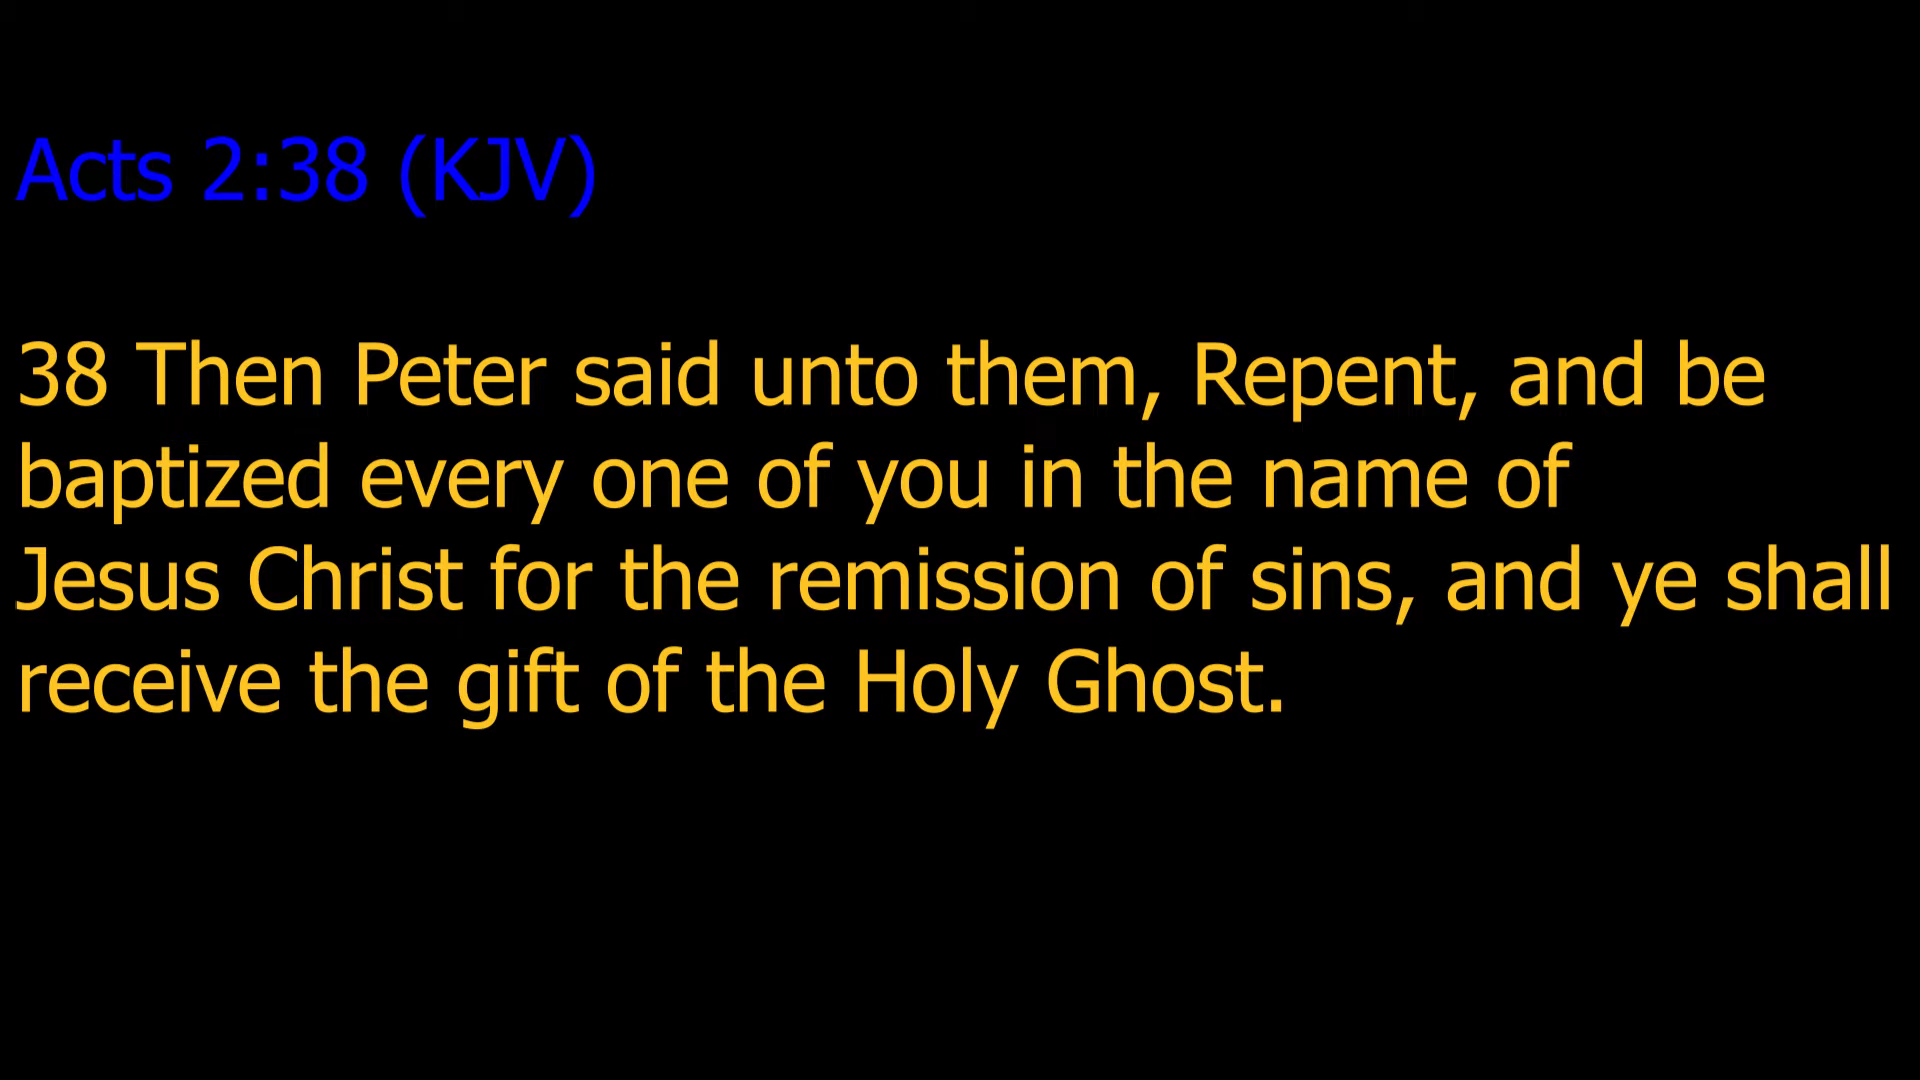 Acts 2:38 (KJV)
38 Then Peter said unto them, Repent, and be
baptized every one of you in the name of
Jesus Christ for the remission of sins, and ye shall
receive the gift of the Holy Ghost.